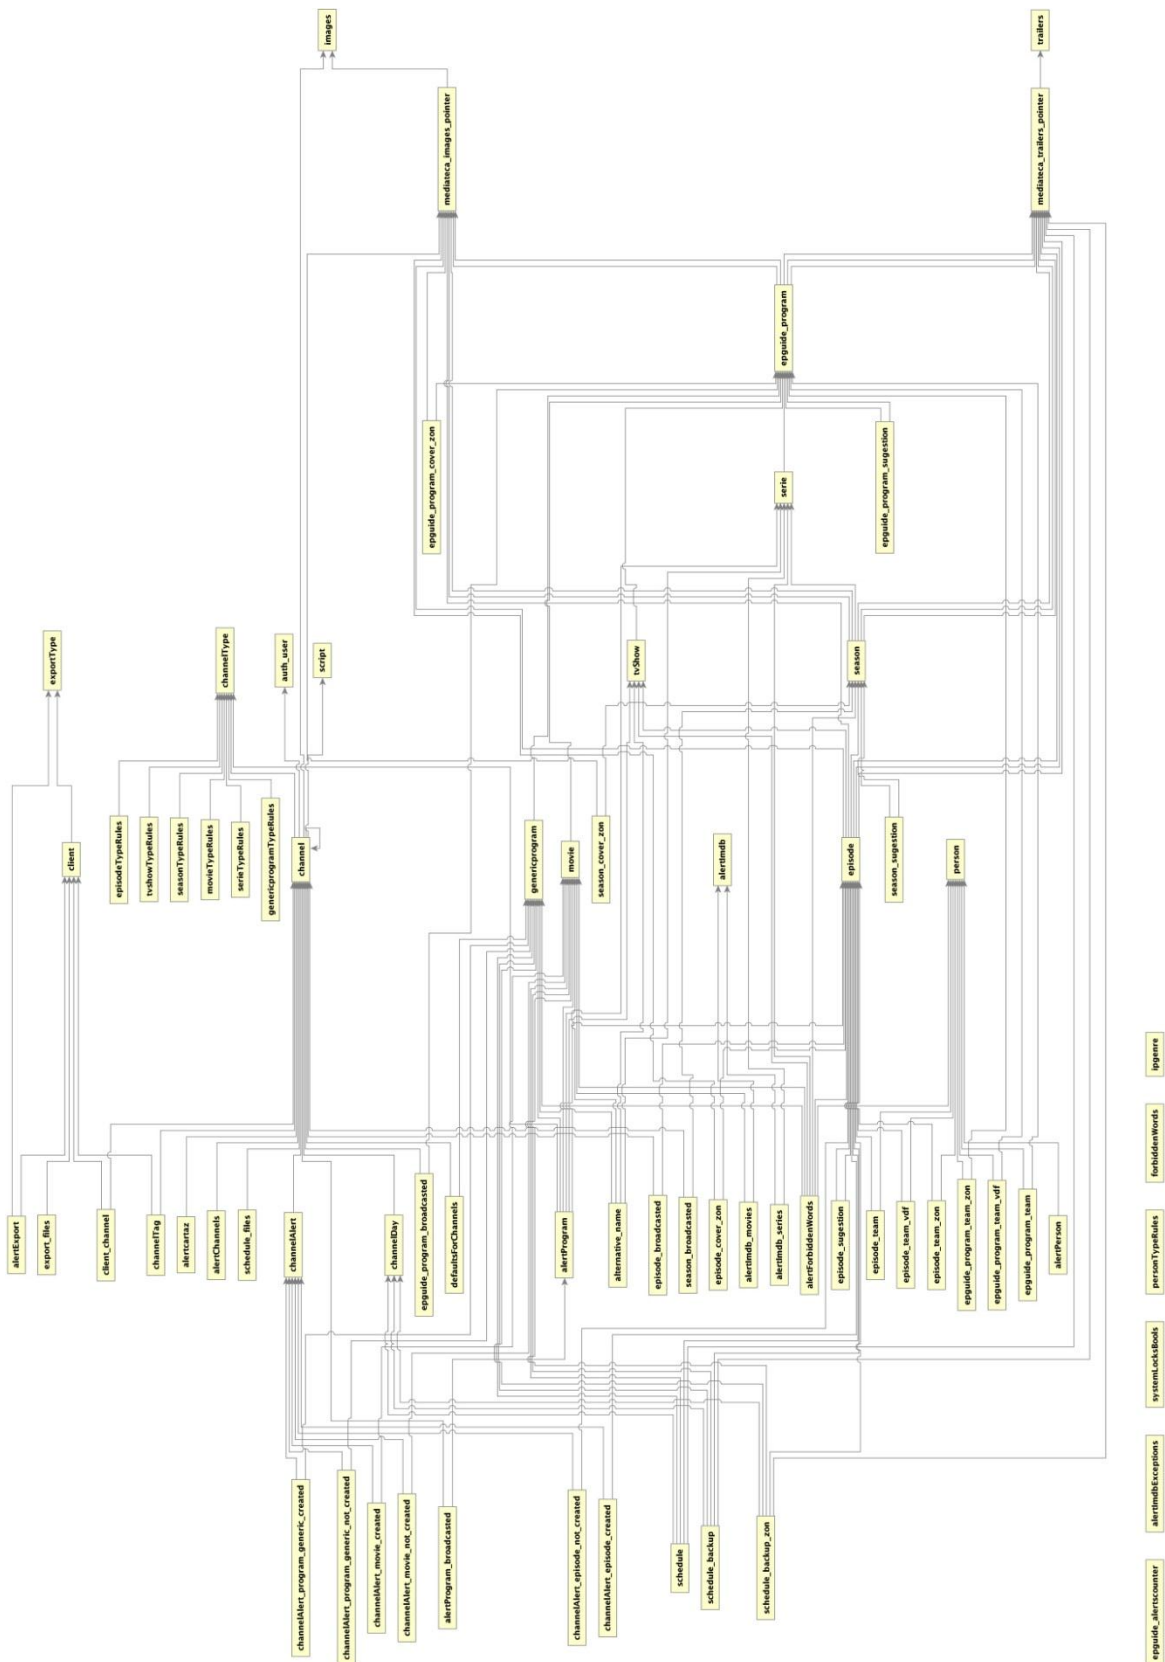 images
trailers
mediateca_images_pointer
mediateca_trailers_pointer
epguide_program
epguide_program_cover_zon
serie
epguide_program_sugestion
exportType
channelType
auth_user
script
tvShow
season
client
episodeTypeRules
tvshowTypeRules
seasonTypeRules
movieTypeRules
serieTypeRules
genericprogramTypeRules
channel
genericprogram
movie
season_cover_zon
alertImdb
episode
season_sugestion
person
alertExport
export_files
client_channel
channelTag
alertcartaz
alertChannels
schedule_files
channelAlert
channelDay
epguide_program_broadcasted
defaultsForChannels
alertProgram
alternative_name
episode_broadcasted
season_broadcasted
episode_cover_zon
alertImdb_movies
alertImdb_series
alertForbiddenWords
episode_sugestion
episode_team
episode_team_vdf
episode_team_zon
epguide_program_team_zon
epguide_program_team_vdf
epguide_program_team
alertPerson
channelAlert_program_generic_created
channelAlert_program_generic_not_created
channelAlert_movie_created
channelAlert_movie_not_created
alertProgram_broadcasted
channelAlert_episode_not_created
channelAlert_episode_created
schedule
schedule_backup
schedule_backup_zon
epguide_alertscounter
alertImdbExceptions
systemLocksBools
personTypeRules
forbiddenWords
ipgenre